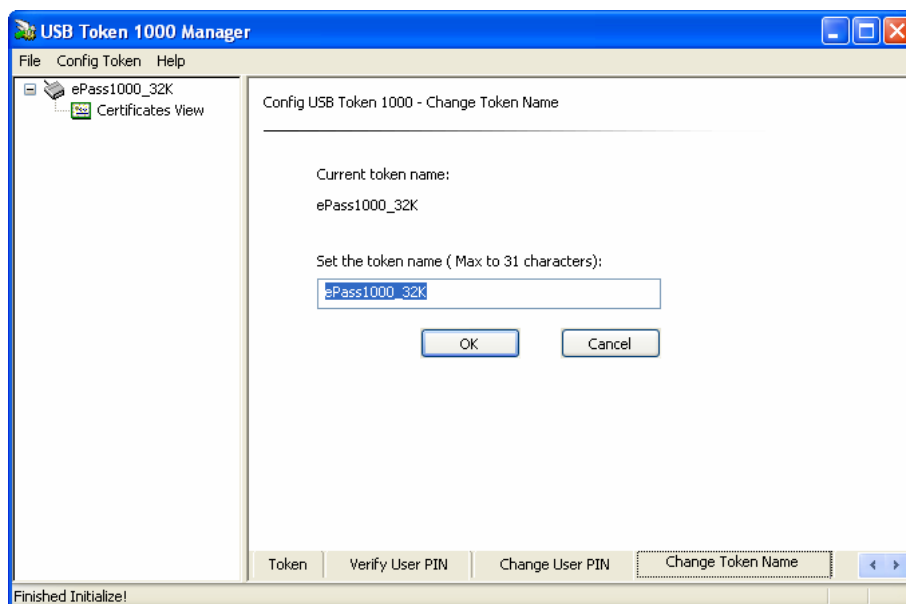 USB Token 1000 Manager
File Config Token Help
ePass1000_32K
Certificates View
Config USB Token 1000 - Change Token Name
Current token name:
ePass1000_32K
Set the token name ( Max to 31 characters):
ePass1000_32K
OK Cancel
Token Verify User PIN Change User PIN Change Token Name
Finished Initialize!